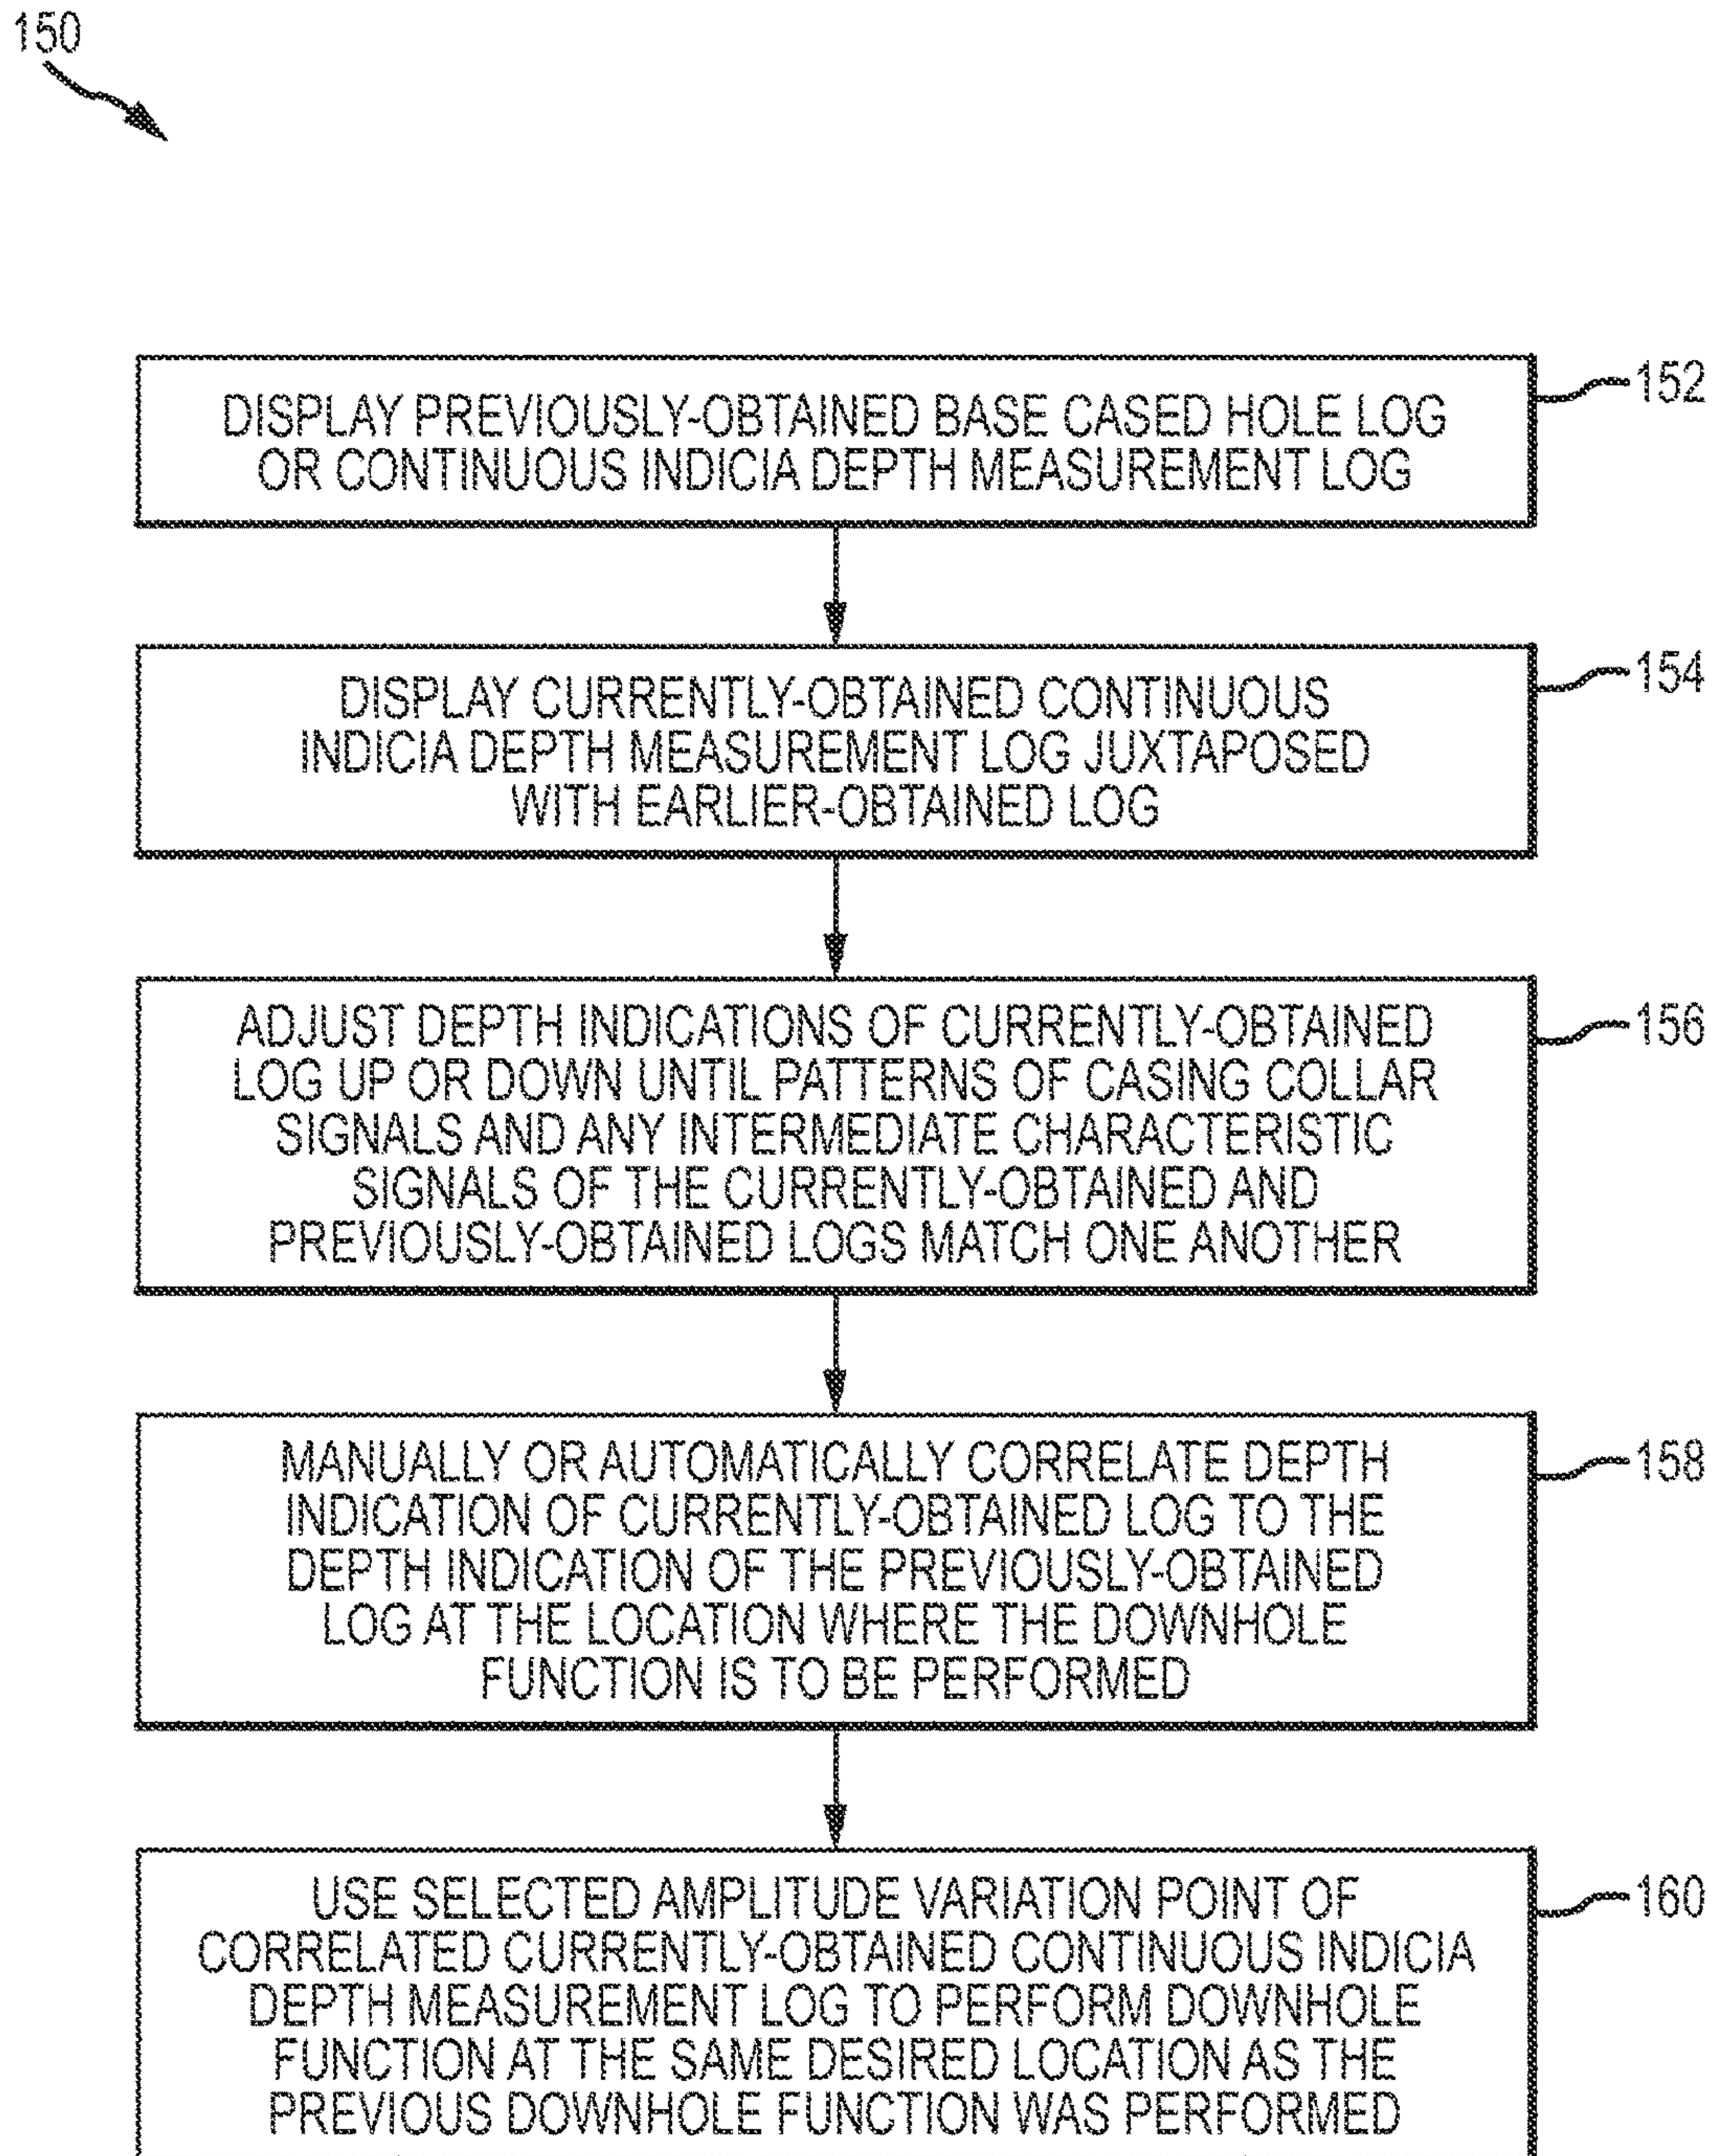 150
DISPLAY PREVIOUSLY-OBTAINED BASE CASED HOLE LOG
OR CONTINUOUS INDICIA DEPTH MEASUREMENT LOG
152
DISPLAY CURRENTLY-OBTAINED CONTINUOUS
INDICIA DEPTH MEASUREMENT LOG JUXTAPOSED
WITH EARLIER-OBTAINED LOG
154
ADJUST DEPTH INDICATIONS OF CURRENTLY-OBTAINED
LOG UP OR DOWN UNTIL PATTERNS OF CASING COLLAR
SIGNALS AND ANY INTERMEDIATE CHARACTERISTIC
SIGNALS OF THE CURRENTLY-OBTAINED AND
PREVIOUSLY-OBTAINED LOGS MATCH ONE ANOTHER
156
MANUALLY OR AUTOMATICALLY CORRELATE DEPTH
INDICATION OF CURRENTLY-OBTAINED LOG TO THE
DEPTH INDICATION OF THE PREVIOUSLY-OBTAINED
LOG AT THE LOCATION WHERE THE DOWNHOLE
FUNCTION IS TO BE PERFORMED
158
USE SELECTED AMPLITUDE VARIATION POINT OF
CORRELATED CURRENTLY-OBTAINED CONTINUOUS INDICIA
DEPTH MEASUREMENT LOG TO PERFORM DOWNHOLE
FUNCTION AT THE SAME DESIRED LOCATION AS THE
PREVIOUS DOWNHOLE FUNCTION WAS PERFORMED
160